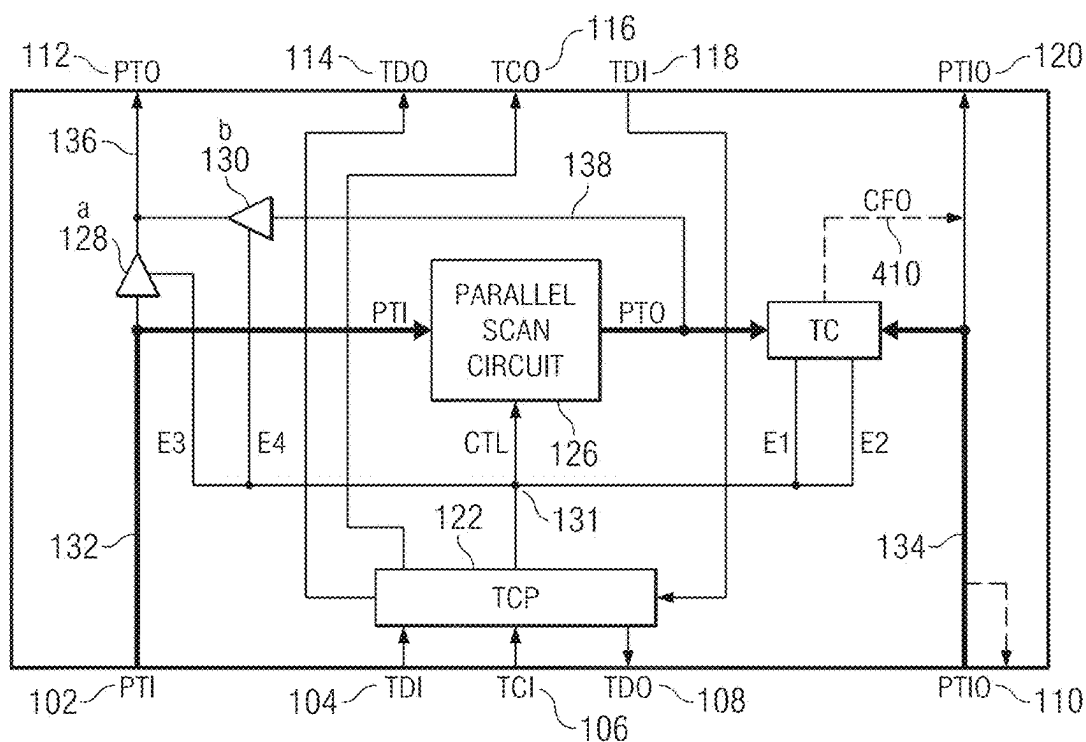 112 PTO
114 TDO
116 TCO
TDI 118
PTIO 120
136
b
130
138
CFO
410
a
128
PTI
PARALLEL
SCAN
CIRCUIT
PTO
TC
E3
E4
CTL
126
E1
E2
132
122
131
134
TCP
102 PTI
104 TDI
TCI
106
TDO 108
PTIO 110